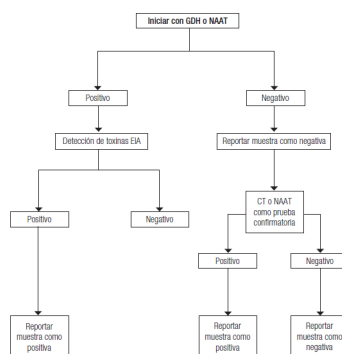 Iniciar con GDH o NAAT
Positivo
Negativo
Detección de toxinas EIA
Reportar muestra como negativa
CT o NAAT
como prueba
confirmatoria
Positivo
Negativo
Positivo
Negativo
Reportar
muestra como
positiva
Reportar
muestra como
positiva
Reportar
muestra como
negativa